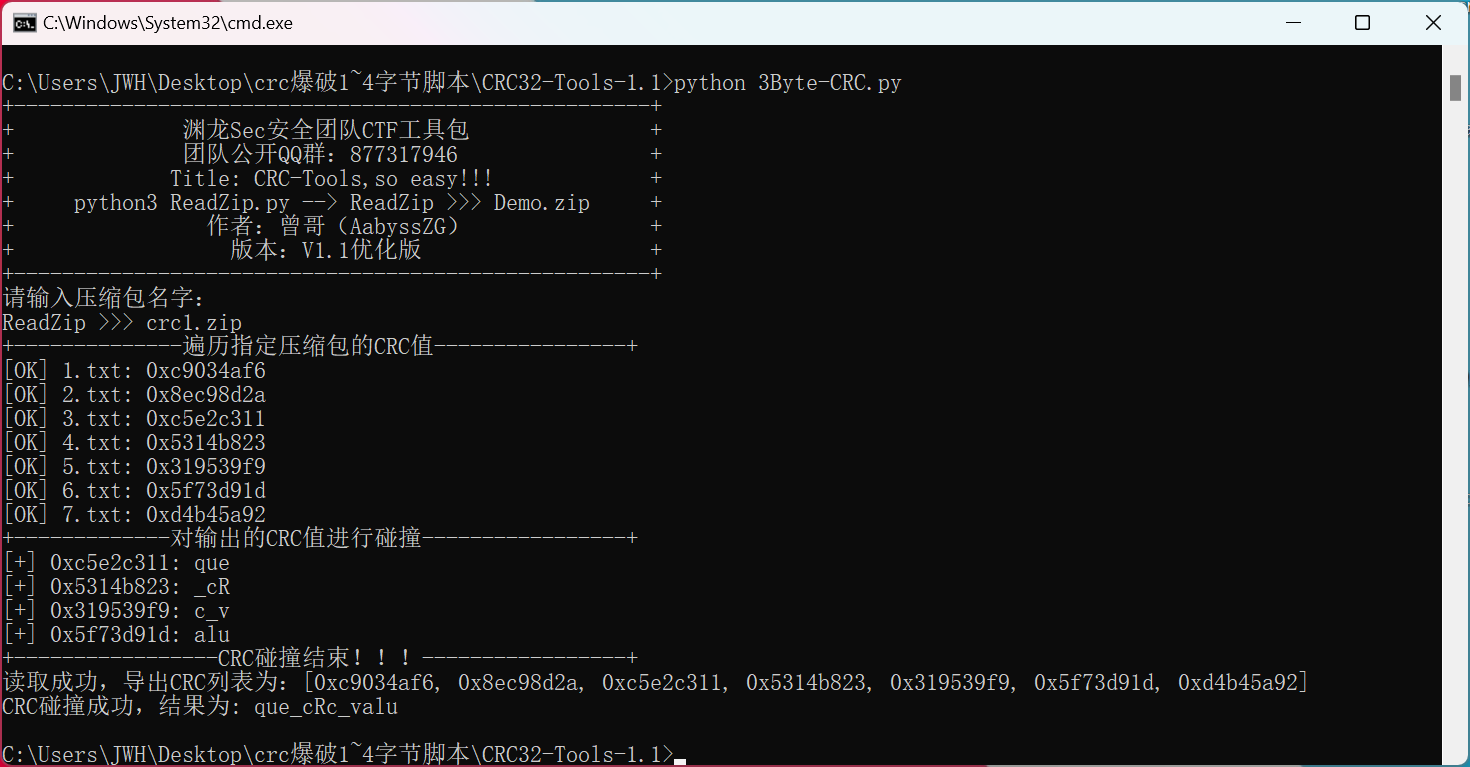 C:\Windows\System32\cmd.exe
C:\Users\JWH\Desktop\crc爆破1~4字节脚本\CRC32-Tools-1.1>python 3Byte-CRC.py
+-----------------------------------------------------+
+ 渊龙Sec安全团队CTF工具包 +
+ 团队公开QQ群：877317946 +
+ Title: CRC-Tools,so easy!!! +
+ python3 ReadZip.py --> ReadZip >>> Demo.zip +
+ 作者：曾哥（AabyssZG） +
+ 版本：V1.1优化版 +
+-----------------------------------------------------+
请输入压缩包名字：
ReadZip >>> crc1.zip
+--------------遍历指定压缩包的CRC值----------------+
[OK] 1.txt: 0xc9034af6
[OK] 2.txt: 0x8ec98d2a
[OK] 3.txt: 0xc5e2c311
[OK] 4.txt: 0x5314b823
[OK] 5.txt: 0x319539f9
[OK] 6.txt: 0x5f73d91d
[OK] 7.txt: 0xd4b45a92
+-------------对输出的CRC值进行碰撞-----------------+
[+] 0xc5e2c311: que
[+] 0x5314b823: _cR
[+] 0x319539f9: c_v
[+] 0x5f73d91d: alu
+-----------------CRC碰撞结束！！！-----------------+
读取成功，导出CRC列表为：[0xc9034af6, 0x8ec98d2a, 0xc5e2c311, 0x5314b823, 0x319539f9, 0x5f73d91d, 0xd4b45a92]
CRC碰撞成功，结果为: que_cRc_valu
C:\Users\JWH\Desktop\crc爆破1~4字节脚本\CRC32-Tools-1.1>